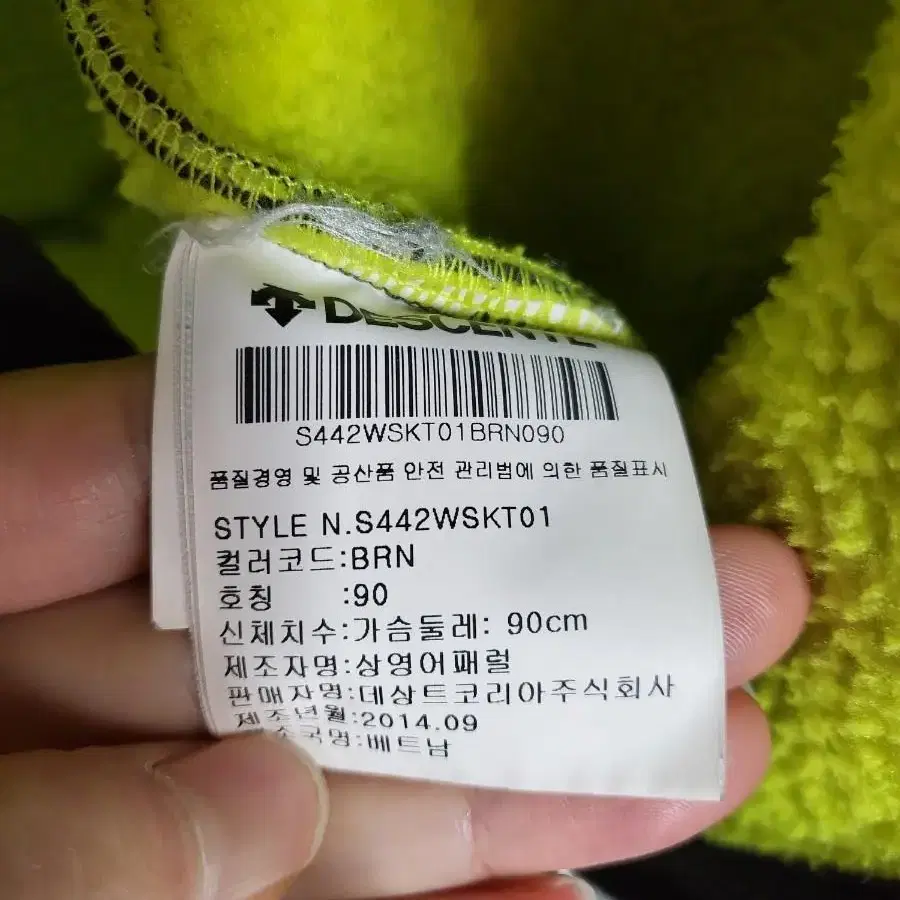 DESCENTE
S442WSKT01BRN090
품질경영 및 공산품 안전 관리법에 의한 품질표시
STYLE N.S442WSKT01
컬러코드:BRN
호칭 :90
신체치수:가슴둘레: 90cm
제조자명:상영어패럴
판매자명:데상트코리아주식회사
제조년월:2014.09
제조국명:베트남